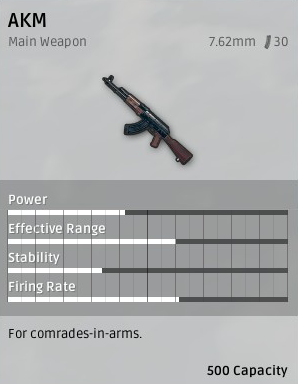 AKM
Main Weapon 7.62mm 30
Power
Effective Range
Stability
Firing Rate
For comrades-in-arms.
500 Capacity